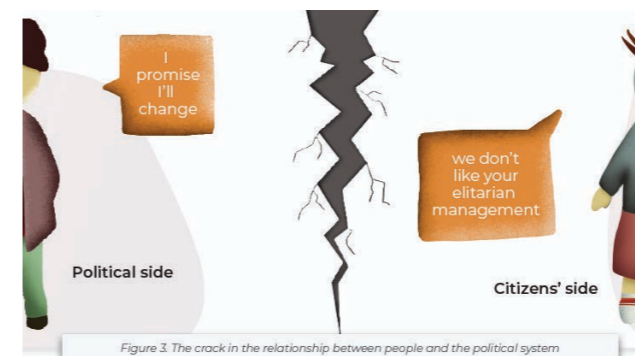 I
promise
I'll
change
we don't
like your
elitarian
management
Political side
Citizens' side
Figure 3. The crack in the relationship between people and the political system